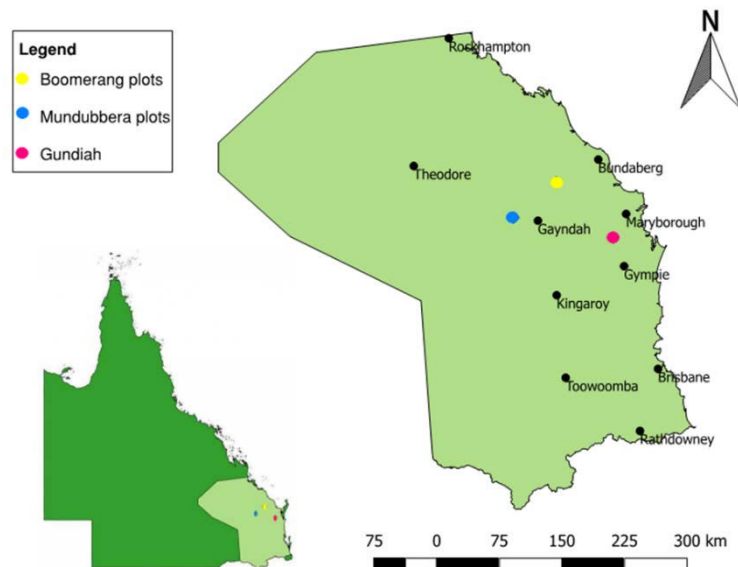 N
Legend
Boomerang plots
Mundubbera plots
Gundiah
Rockhampton
Theodore
Bundaberg
Gayndah
Maryborough
Gympie
Kingaroy
Toowoomba
Brisbane
Rathdowney
75 0 75 150 225 300 km